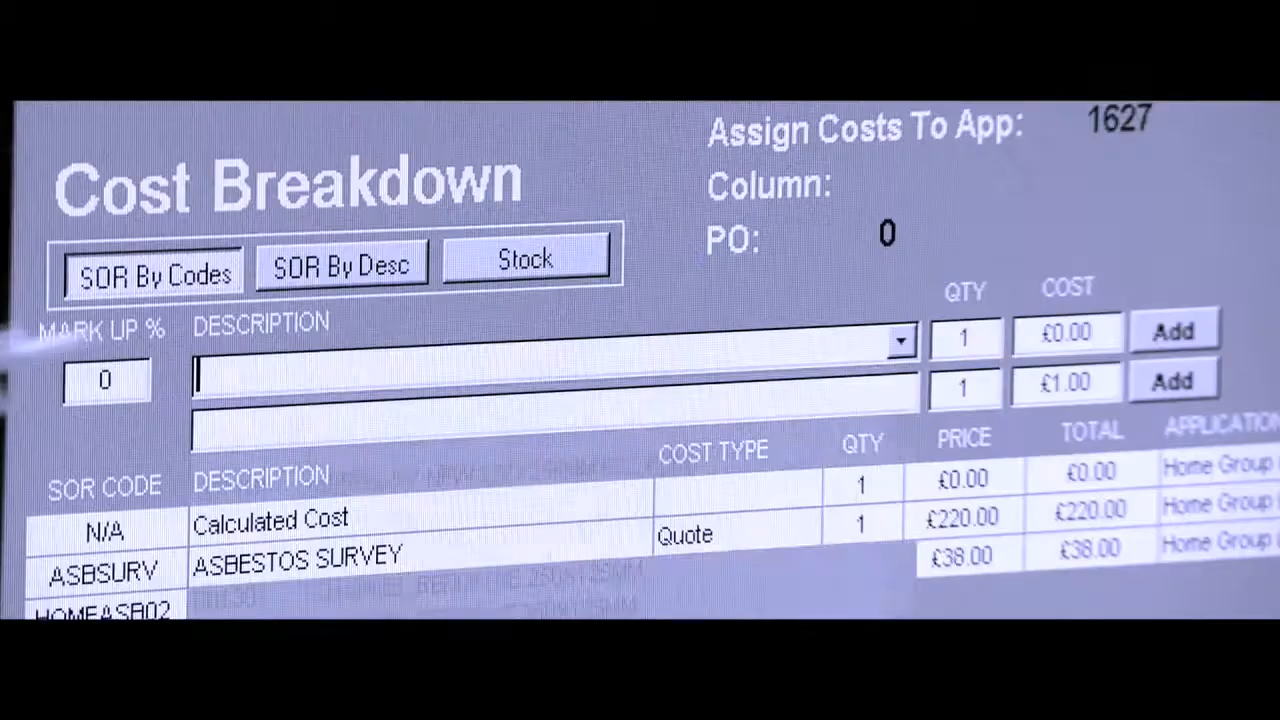 Assign Costs To App: 1627
Cost Breakdown
Column:
PO: 0
SOR By Codes SOR By Desc Stock
MARK UP % DESCRIPTION QTY COST
0 1 £0.00 Add
1 £1.00 Add
SOR CODE DESCRIPTION COST TYPE QTY PRICE TOTAL APPLICATION
N/A Calculated Cost 1 £0.00 £0.00 Home Group
ASBSURV ASBESTOS SURVEY Quote 1 £220.00 £220.00 Home Group
HOMEASB02 £38.00 £38.00 Home Group